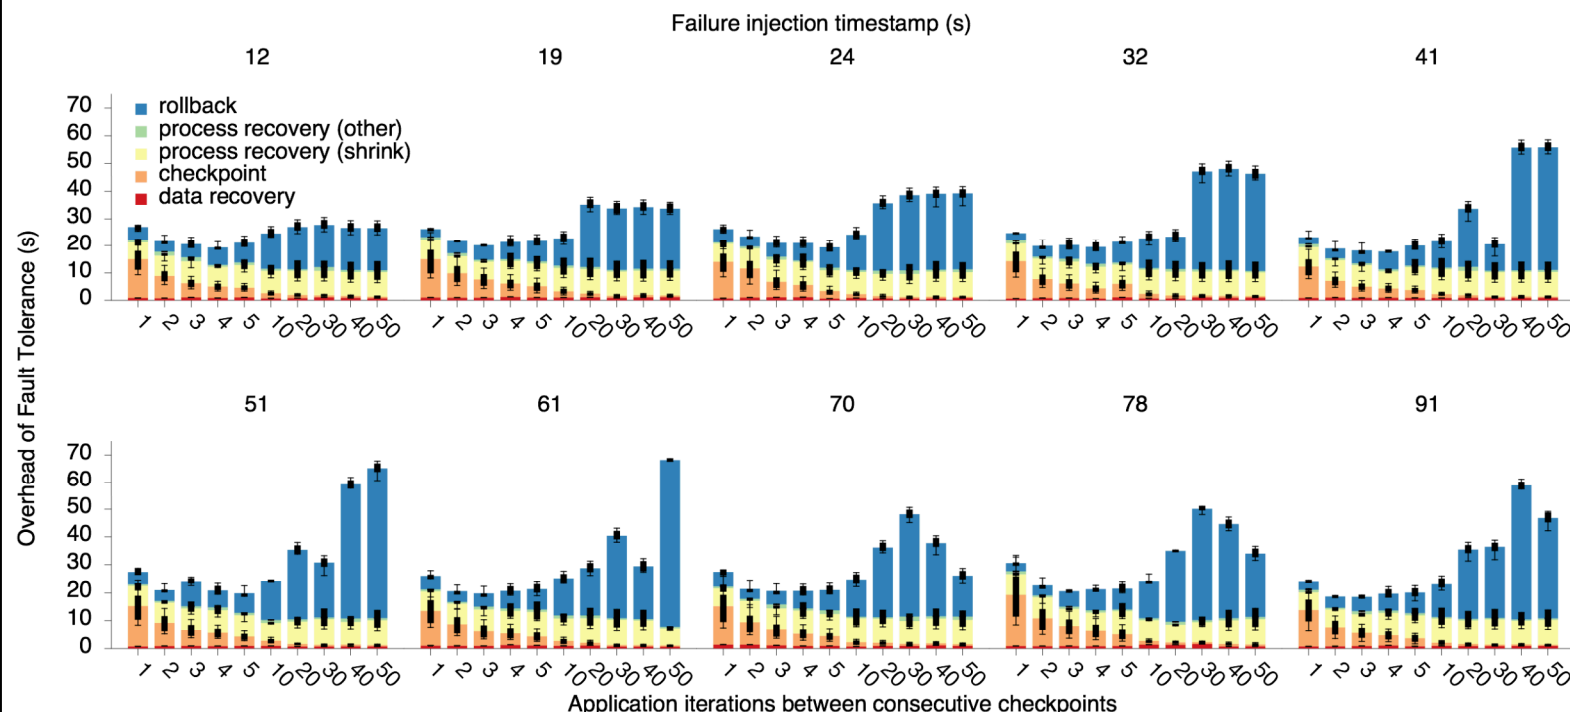 Failure injection timestamp (s)
12 19 24 32 41
70
60
50
40
30
20
10
0
rollback
process recovery (other)
process recovery (shrink)
checkpoint
data recovery
1 2 3 4 5 10 20 30 40 50 1 2 3 4 5 10 20 30 40 50 1 2 3 4 5 10 20 30 40 50 1 2 3 4 5 10 20 30 40 50 1 2 3 4 5 10 20 30 40 50
Overhead of Fault Tolerance (s)
51 61 70 78 91
70
60
50
40
30
20
10
0
1 2 3 4 5 10 20 30 40 50 1 2 3 4 5 10 20 30 40 50 1 2 3 4 5 10 20 30 40 50 1 2 3 4 5 10 20 30 40 50 1 2 3 4 5 10 20 30 40 50
Application iterations between consecutive checkpoints